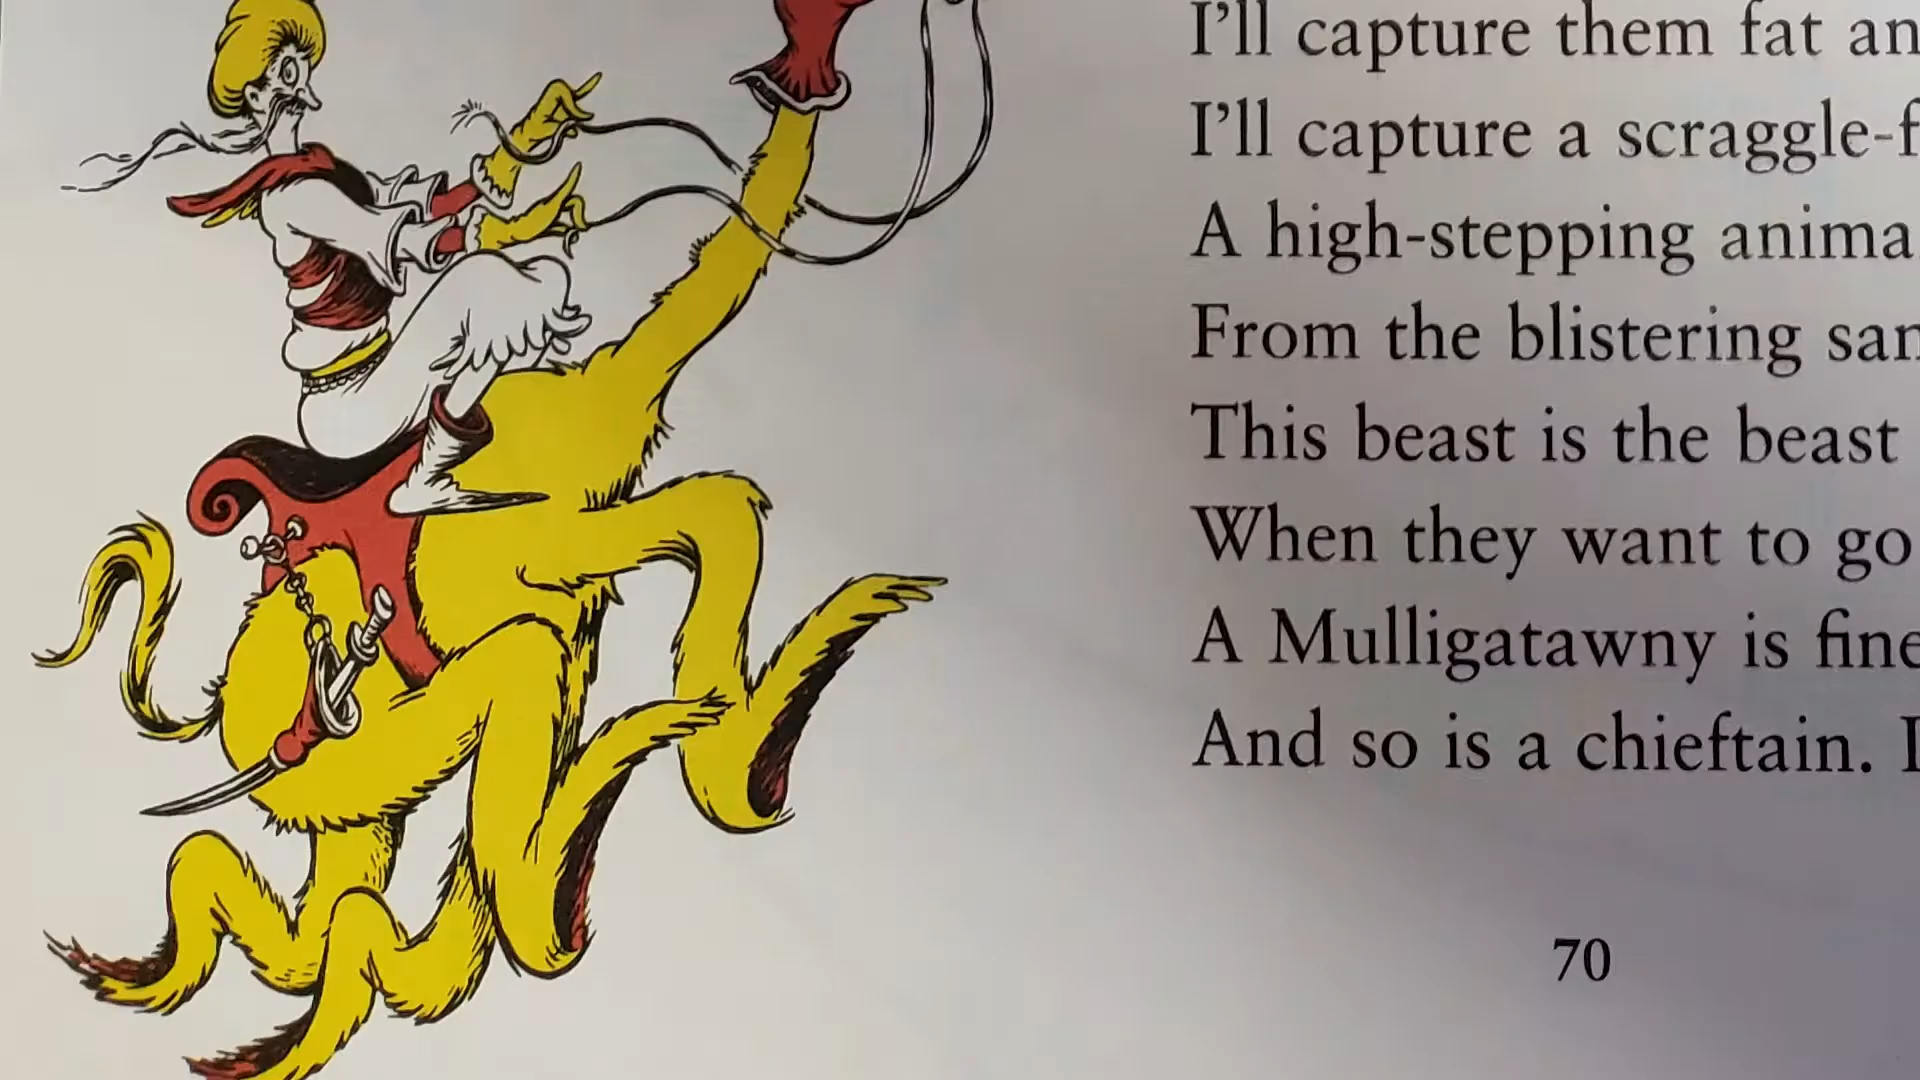 I'll capture them fat an
I'll capture a scraggle-f
A high-stepping anima
From the blistering san
This beast is the beast
When they want to go
A Mulligatawny is fine
And so is a chieftain. I
70